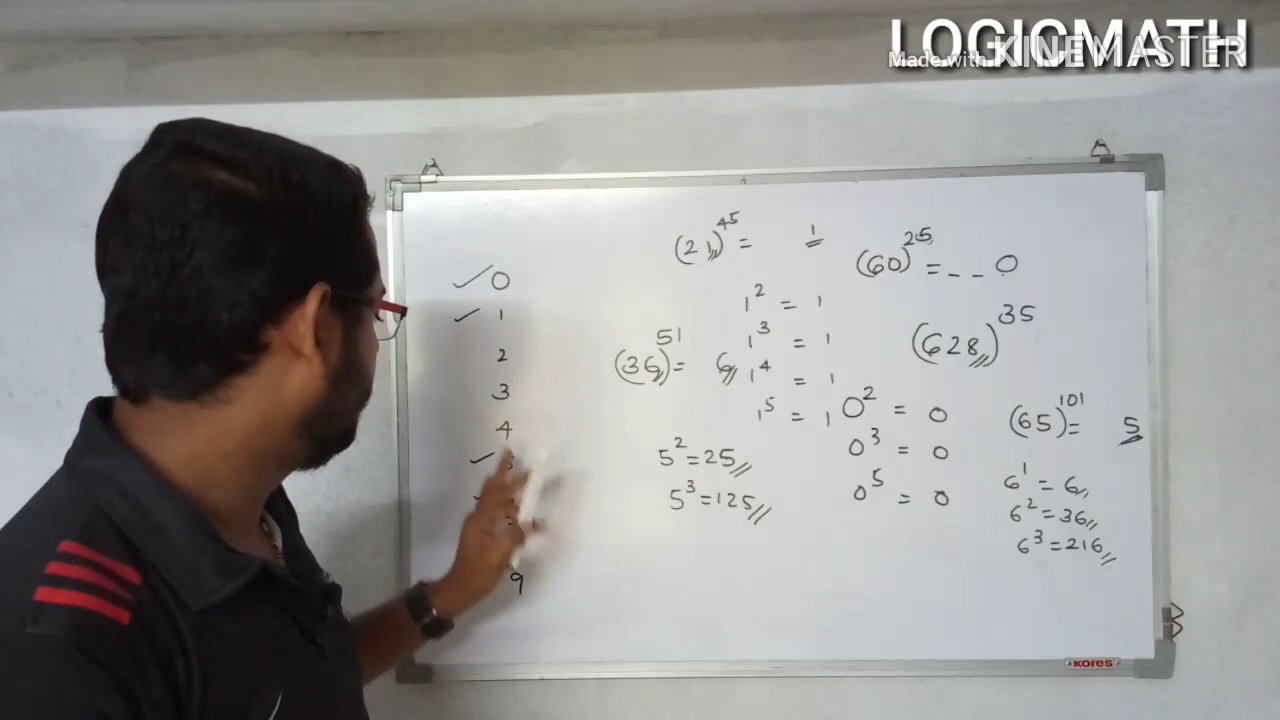 LOGICMATH
Made with KINEMASTER
(21)^45 = 1
(60)^25 = _ _ 0
0
1
2
3
4
9
1^2 = 1
1^3 = 1
1^4 = 1
1^5 = 1
(628)^35
(36)^51 = 6
0^2 = 0
0^3 = 0
0^5 = 0
(65)^101 = 5
5^2 = 25
5^3 = 125
6^1 = 6
6^2 = 36
6^3 = 216
KORES